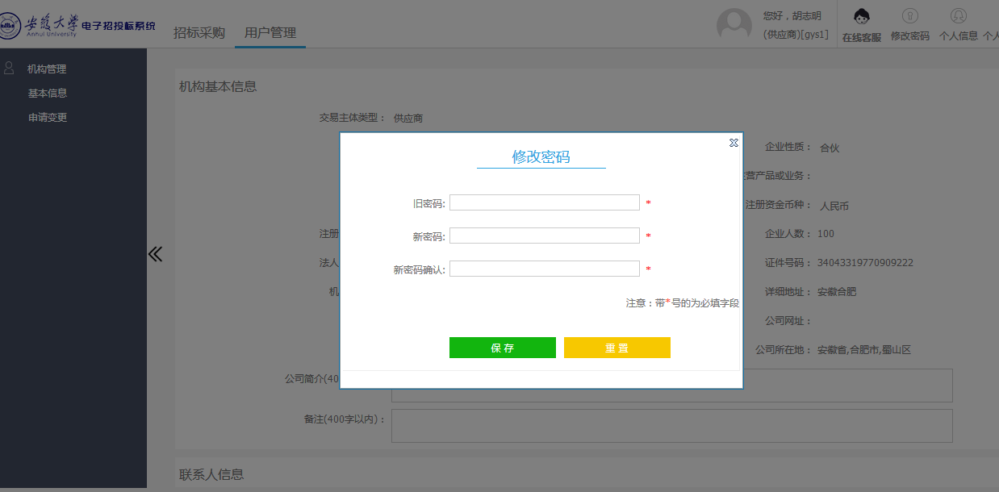 安徽大学 电子招投标系统
Anhui University
招标采购 用户管理
您好，胡志明
(供应商)[gys1]
在线客服 修改密码 个人信息 个人
机构管理
基本信息
申请变更
机构基本信息
交易主体类型： 供应商
企业性质： 合伙
主营产品或业务：
注册资金币种： 人民币
注册
企业人数： 100
法人
证件号码： 34043319770909222
机
详细地址： 安徽合肥
公司网址：
公司所在地： 安徽省,合肥市,蜀山区
公司简介(40
备注(400字以内)：
联系人信息
修改密码
旧密码: *
新密码: *
新密码确认: *
注意：带*号的为必填字段
保 存 重 置